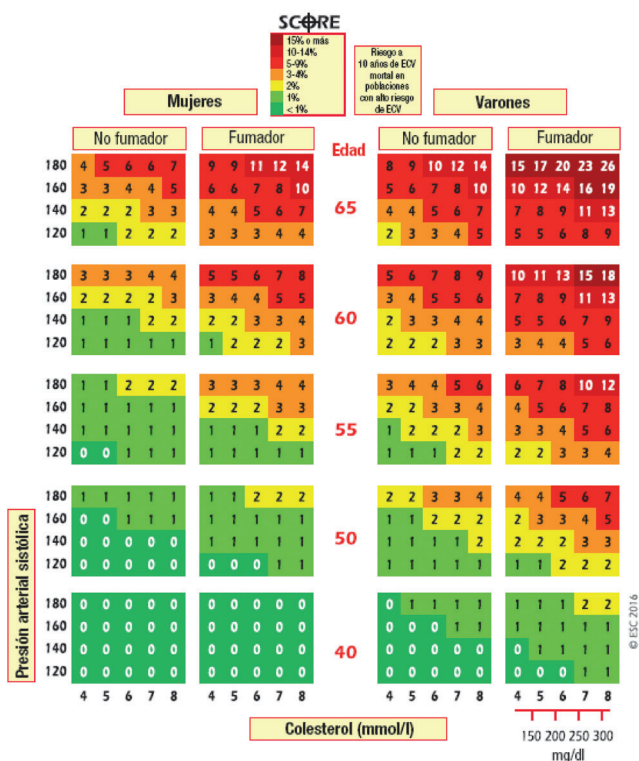 SCORE
15% o más
10-14%
5-9%
3-4%
2%
1%
< 1%
Riesgo a
10 años de ECV
mortal en
poblaciones
con alto riesgo
de ECV
Mujeres
Varones
No fumador
Fumador
Edad
No fumador
Fumador
180 4 5 6 6 7 9 9 11 12 14 8 9 10 12 14 15 17 20 23 26
160 3 3 4 4 5 6 6 7 8 10 5 6 7 8 10 10 12 14 16 19
65
140 2 2 2 3 3 4 4 5 6 7 4 4 5 6 7 7 8 9 11 13
120 1 1 2 2 2 3 3 3 4 4 2 3 3 4 5 5 5 6 8 9
180 3 3 3 4 4 5 5 6 7 8 5 6 7 8 9 10 11 13 15 18
160 2 2 2 2 3 3 4 4 5 5 3 4 5 5 6 7 8 9 11 13
60
140 1 1 1 2 2 2 2 3 3 4 2 3 3 4 4 5 5 6 7 9
120 1 1 1 1 1 1 2 2 2 3 2 2 2 3 3 3 4 4 5 6
180 1 1 2 2 2 3 3 3 4 4 3 4 4 5 6 6 7 8 10 12
160 1 1 1 1 1 2 2 2 3 3 2 2 3 3 4 4 5 6 7 8
55
140 1 1 1 1 1 1 1 1 2 2 1 2 2 2 3 3 3 4 5 6
120 0 0 1 1 1 1 1 1 1 1 1 1 1 2 2 2 2 3 3 4
180 1 1 1 1 1 1 1 2 2 2 2 2 3 3 4 4 4 5 6 7
160 0 0 1 1 1 1 1 1 1 1 1 1 2 2 2 2 3 3 4 5
50
140 0 0 0 0 0 1 1 1 1 1 1 1 1 1 2 2 2 2 3 3
120 0 0 0 0 0 0 0 0 1 1 1 1 1 1 1 1 1 2 2 2
180 0 0 0 0 0 0 0 0 0 0 0 1 1 1 1 1 1 1 2 2
160 0 0 0 0 0 0 0 0 0 0 0 0 0 1 1 1 1 1 1 1
40
140 0 0 0 0 0 0 0 0 0 0 0 0 0 0 0 0 1 1 1 1
120 0 0 0 0 0 0 0 0 0 0 0 0 0 0 0 0 0 0 1 1
4 5 6 7 8 4 5 6 7 8 4 5 6 7 8 4 5 6 7 8
Presión arterial sistólica
Colesterol (mmol/l)
150 200 250 300
mg/dl
© ESC 2016